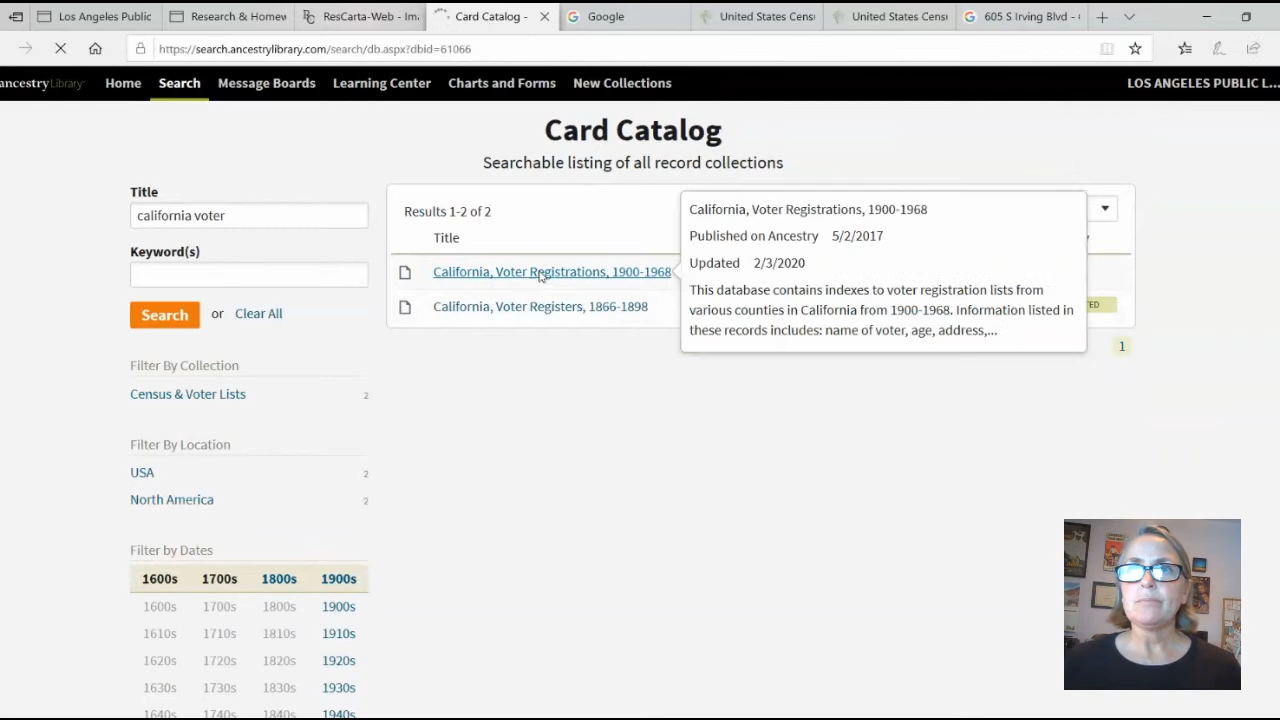 Los Angeles Public
Research & Homew
ResCarta-Web - Im
Card Catalog -
Google
United States Censu
United States Censu
605 S Irving Blvd -
https://search.ancestrylibrary.com/search/db.aspx?dbid=61066
ancestryLibrary
Home
Search
Message Boards
Learning Center
Charts and Forms
New Collections
LOS ANGELES PUBLIC L...
Card Catalog
Searchable listing of all record collections
Title
california voter
Keyword(s)
Search or Clear All
Filter By Collection
Census & Voter Lists 2
Filter By Location
USA 2
North America 2
Filter by Dates
1600s 1700s 1800s 1900s
1600s 1700s 1800s 1900s
1610s 1710s 1810s 1910s
1620s 1720s 1820s 1920s
1630s 1730s 1830s 1930s
1640s 1740s 1840s 1940s
Results 1-2 of 2
Title
California, Voter Registrations, 1900-1968
California, Voter Registers, 1866-1898
TED
1
California, Voter Registrations, 1900-1968
Published on Ancestry 5/2/2017
Updated 2/3/2020
This database contains indexes to voter registration lists from
various counties in California from 1900-1968. Information listed in
these records includes: name of voter, age, address,...